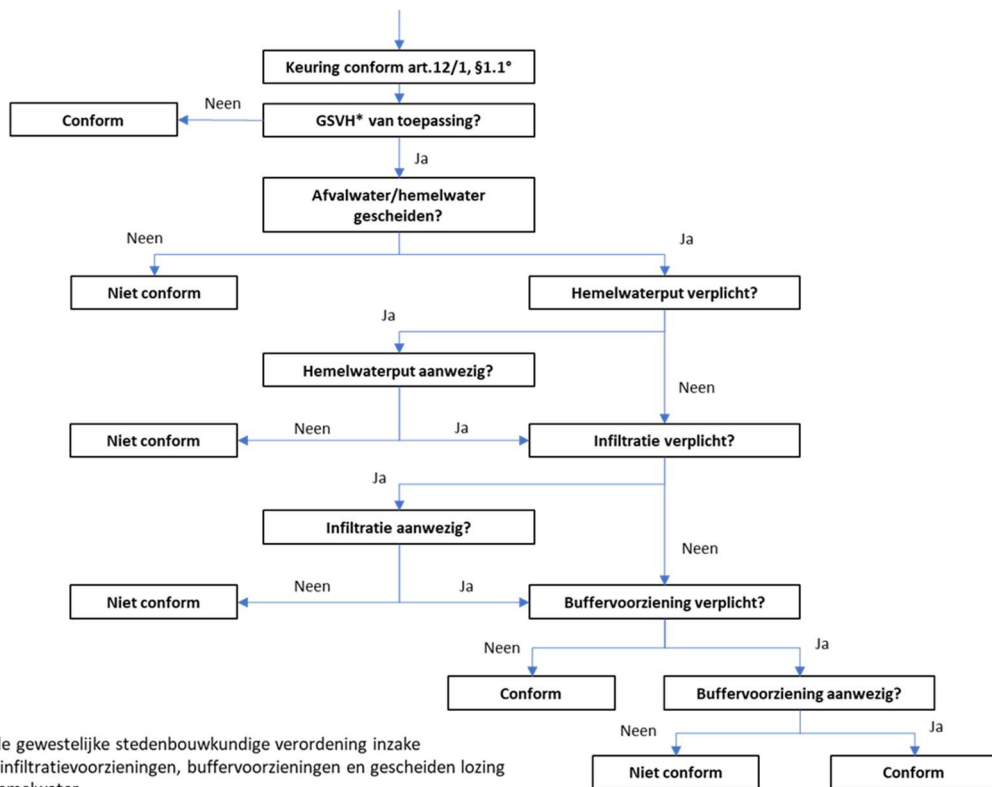 Keuring conform art.12/1, §1.1°
Neen
Conform
GSVH* van toepassing?
Ja
Afvalwater/hemelwater
gescheiden?
Neen
Ja
Niet conform
Hemelwaterput verplicht?
Ja
Hemelwaterput aanwezig?
Neen
Niet conform
Neen
Ja
Infiltratie verplicht?
Ja
Infiltratie aanwezig?
Neen
Niet conform
Neen
Ja
Buffervoorziening verplicht?
Neen
Ja
Conform
Buffervoorziening aanwezig?
Neen
Ja
Niet conform
Conform
gewestelijke stedenbouwkundige verordening inzake
infiltratievoorzieningen, buffervoorzieningen en gescheiden lozing